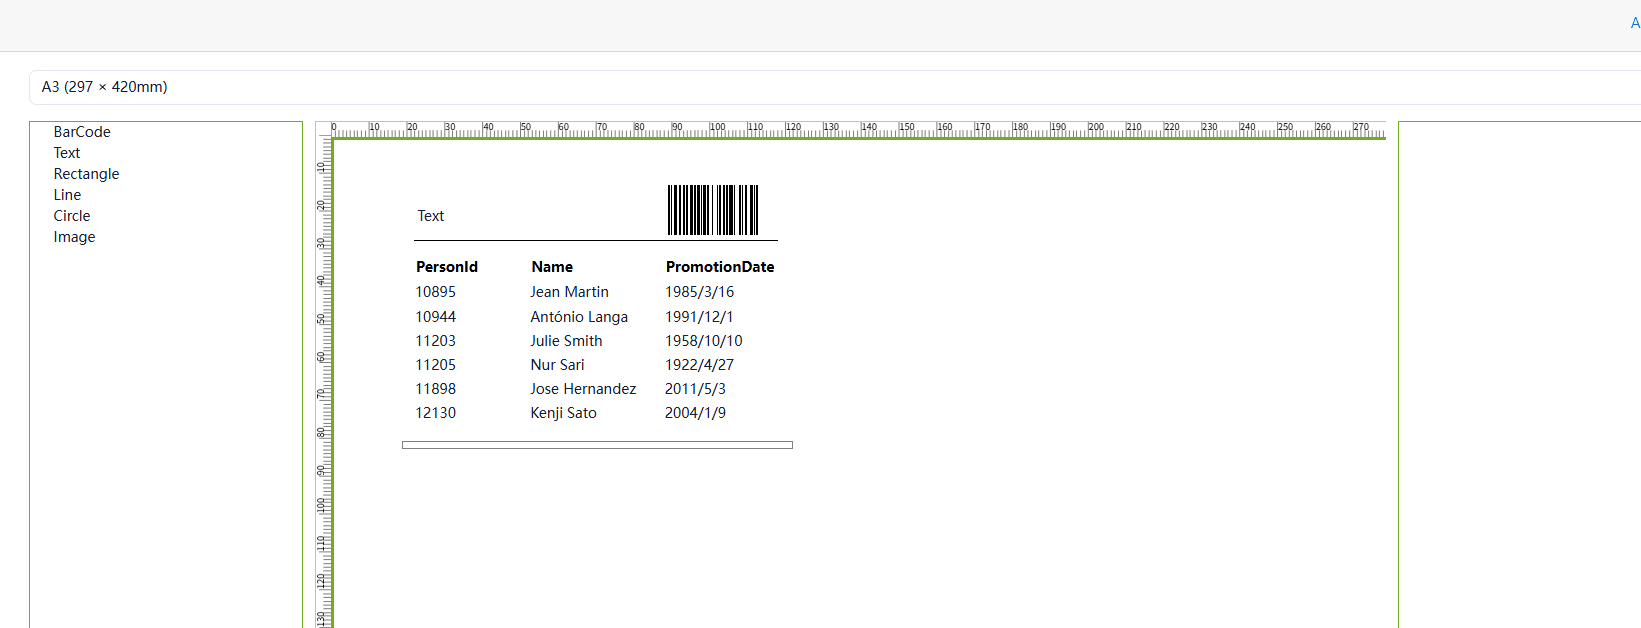 A
A3 (297 × 420mm)
BarCode
Text
Rectangle
Line
Circle
Image
0 10 20 30 40 50 60 70 80 90 100 110 120 130 140 150 160 170 180 190 200 210 220 230 240 250 260 270
10
20
30
40
50
60
70
80
90
100
110
120
130
Text
PersonId Name PromotionDate
10895 Jean Martin 1985/3/16
10944 António Langa 1991/12/1
11203 Julie Smith 1958/10/10
11205 Nur Sari 1922/4/27
11898 Jose Hernandez 2011/5/3
12130 Kenji Sato 2004/1/9